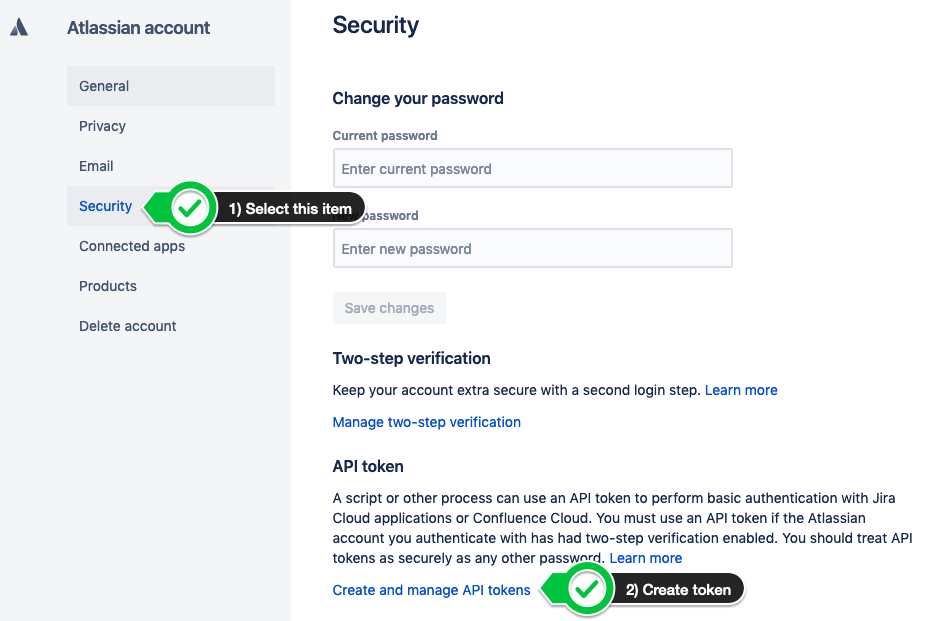 Atlassian account
General
Privacy
Email
Security
1) Select this item
Connected apps
Products
Delete account
Security
Change your password
Current password
Enter current password
password
Enter new password
Save changes
Two-step verification
Keep your account extra secure with a second login step. Learn more
Manage two-step verification
API token
A script or other process can use an API token to perform basic authentication with Jira
Cloud applications or Confluence Cloud. You must use an API token if the Atlassian
account you authenticate with has had two-step verification enabled. You should treat API
tokens as securely as any other password. Learn more
Create and manage API tokens
2) Create token